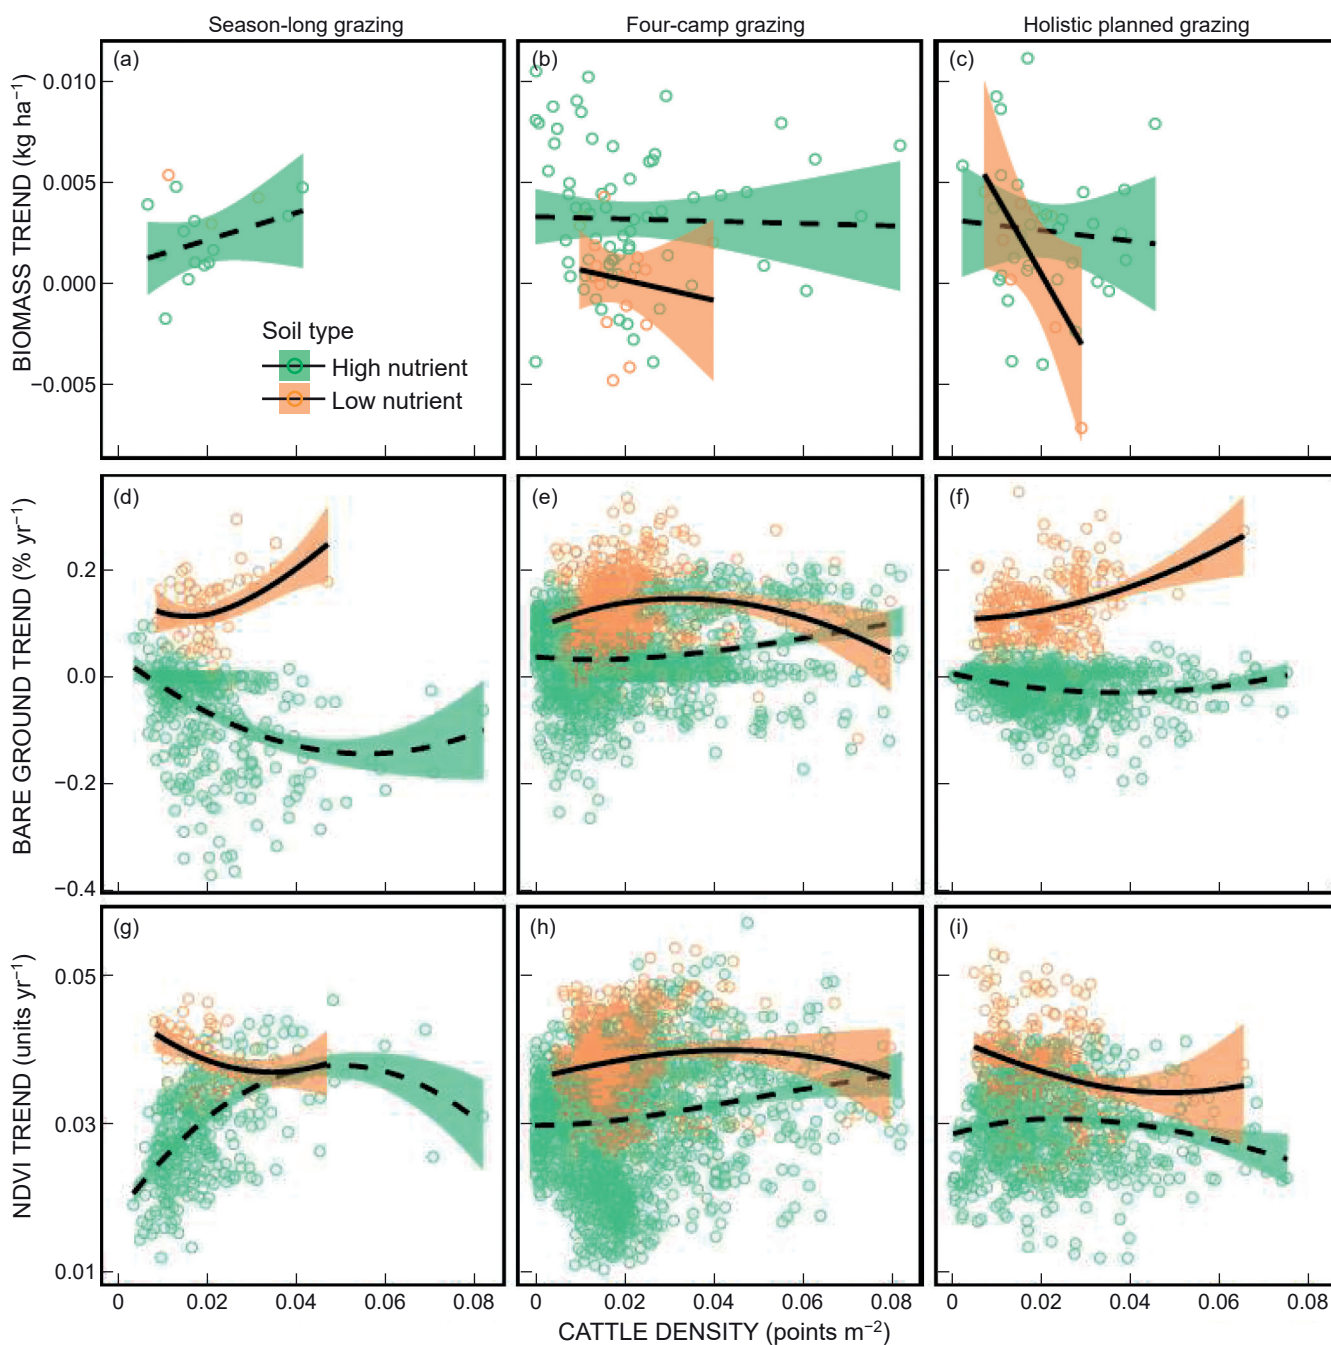 Season-long grazing
Four-camp grazing
Holistic planned grazing
(a)
(b)
(c)
0.010
0.005
0.000
−0.005
BIOMASS TREND (kg ha⁻¹)
Soil type
High nutrient
Low nutrient
(d)
(e)
(f)
0.2
0.0
−0.2
−0.4
BARE GROUND TREND (% yr⁻¹)
(g)
(h)
(i)
0.05
0.03
0.01
NDVI TREND (units yr⁻¹)
0 0.02 0.04 0.06 0.08
0 0.02 0.04 0.06 0.08
0 0.02 0.04 0.06 0.08
CATTLE DENSITY (points m⁻²)